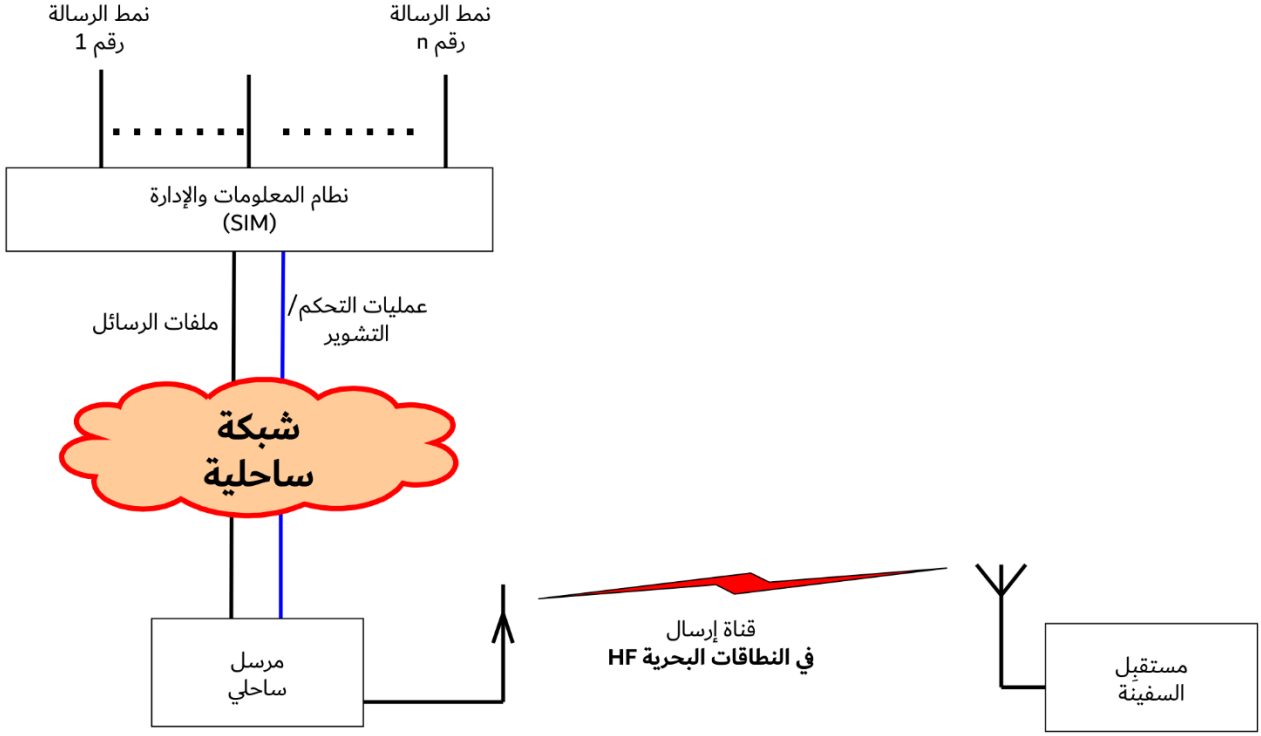 نمط الرسالة
رقم 1
نمط الرسالة
رقم n
نطام المعلومات والإدارة
(SIM)
ملفات الرسائل
عمليات التحكم/
التشوير
شبكة
ساحلية
مرسل
ساحلي
قناة إرسال
في النطاقات البحرية HF
مستقبِل
السفينة